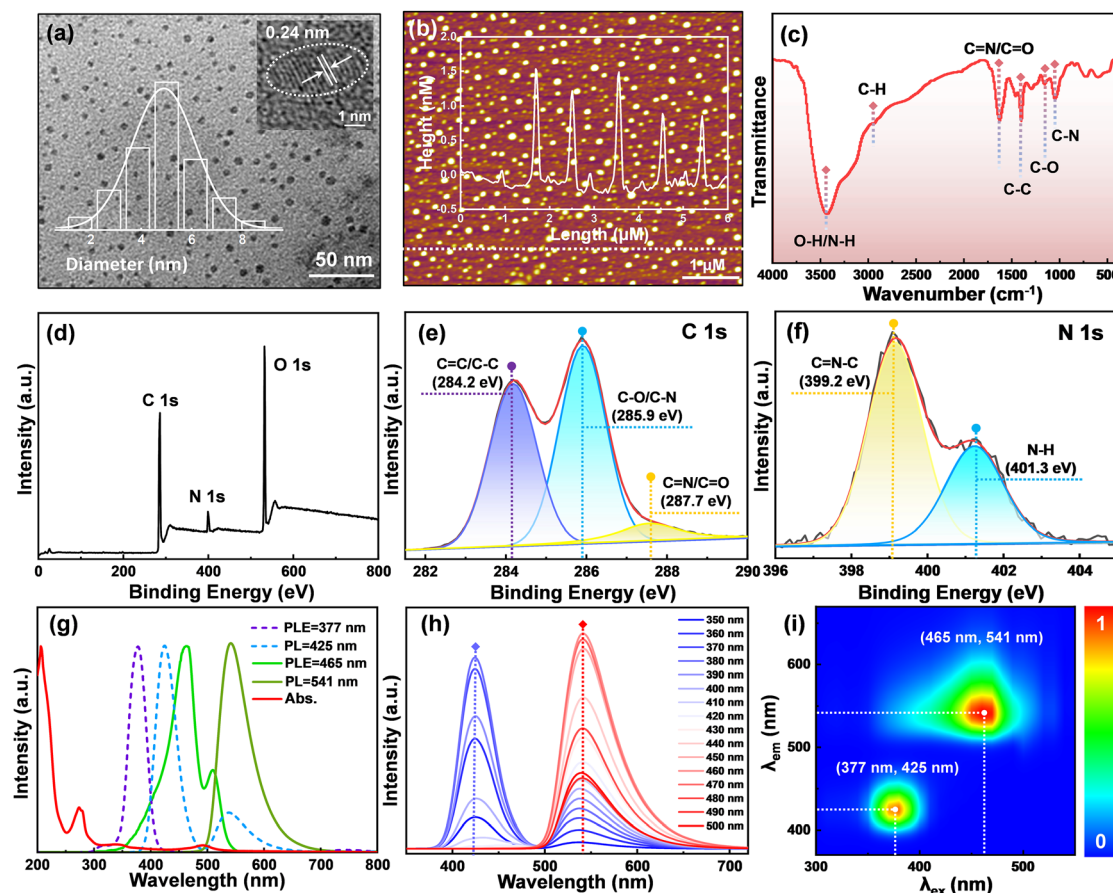 (a)
0.24 nm
1 nm
2 4 6 8
Diameter (nm)
50 nm
(b)
Height (nM)
2.0
1.5
1.0
0.5
0.0
-0.5
0 1 2 3 4 5 6
Length (µM)
1 µM
(c)
Transmittance
C=N/C=O
C-H
C-N
C-O
C-C
O-H/N-H
4000 3500 3000 2500 2000 1500 1000 500
Wavenumber (cm-1)
(d)
Intensity (a.u.)
O 1s
C 1s
N 1s
0 200 400 600 800
Binding Energy (eV)
(e)
C 1s
Intensity (a.u.)
C=C/C-C
(284.2 eV)
C-O/C-N
(285.9 eV)
C=N/C=O
(287.7 eV)
282 284 286 288 290
Binding Energy (eV)
(f)
N 1s
Intensity (a.u.)
C=N-C
(399.2 eV)
N-H
(401.3 eV)
396 398 400 402 404
Binding Energy (eV)
(g)
Intensity (a.u.)
PLE=377 nm
PL=425 nm
PLE=465 nm
PL=541 nm
Abs.
200 300 400 500 600 700 800
Wavelength (nm)
(h)
Intensity (a.u.)
350 nm
360 nm
370 nm
380 nm
390 nm
400 nm
410 nm
420 nm
430 nm
440 nm
450 nm
460 nm
470 nm
480 nm
490 nm
500 nm
400 500 600 700
Wavelength (nm)
(i)
λem (nm)
600
500
400
(465 nm, 541 nm)
(377 nm, 425 nm)
300 400 500
λex (nm)
1
0